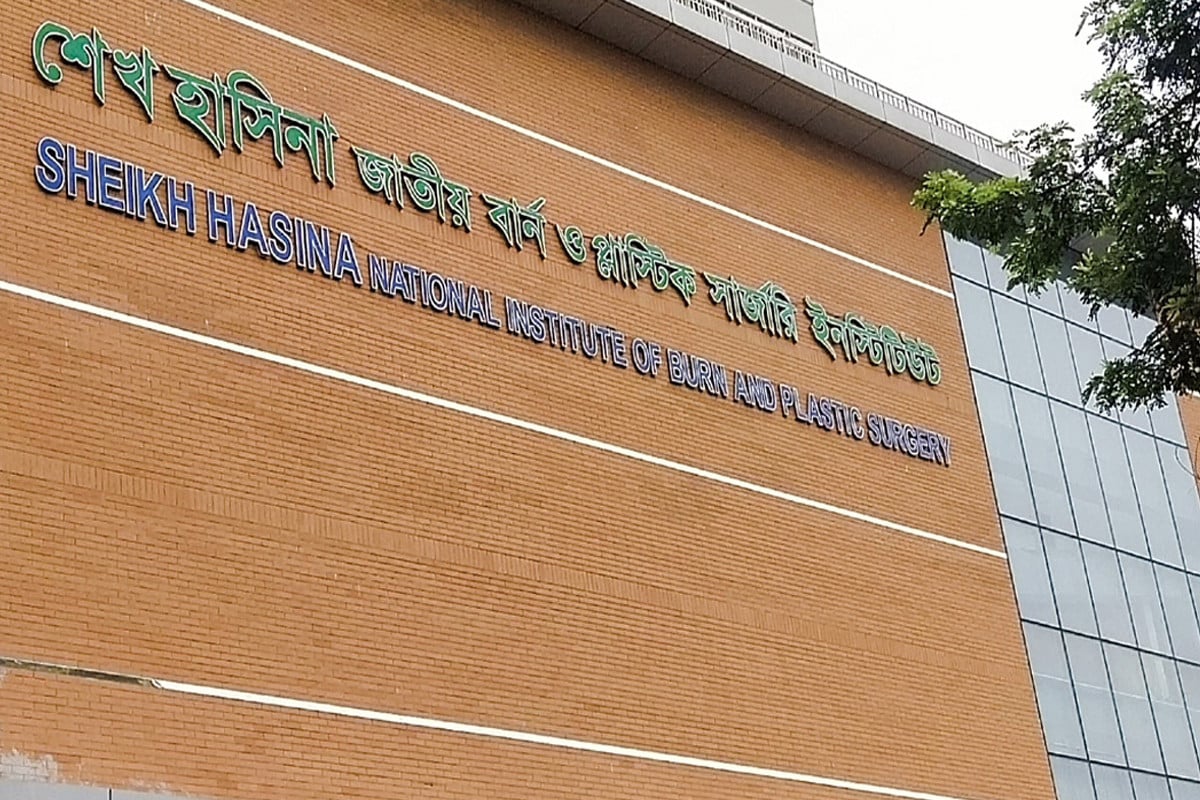 শেখ হাসিনা জাতীয় বার্ন ও প্লাস্টিক সার্জারি ইনস্টিটিউট
SHEIKH HASINA NATIONAL INSTITUTE OF BURN AND PLASTIC SURGERY